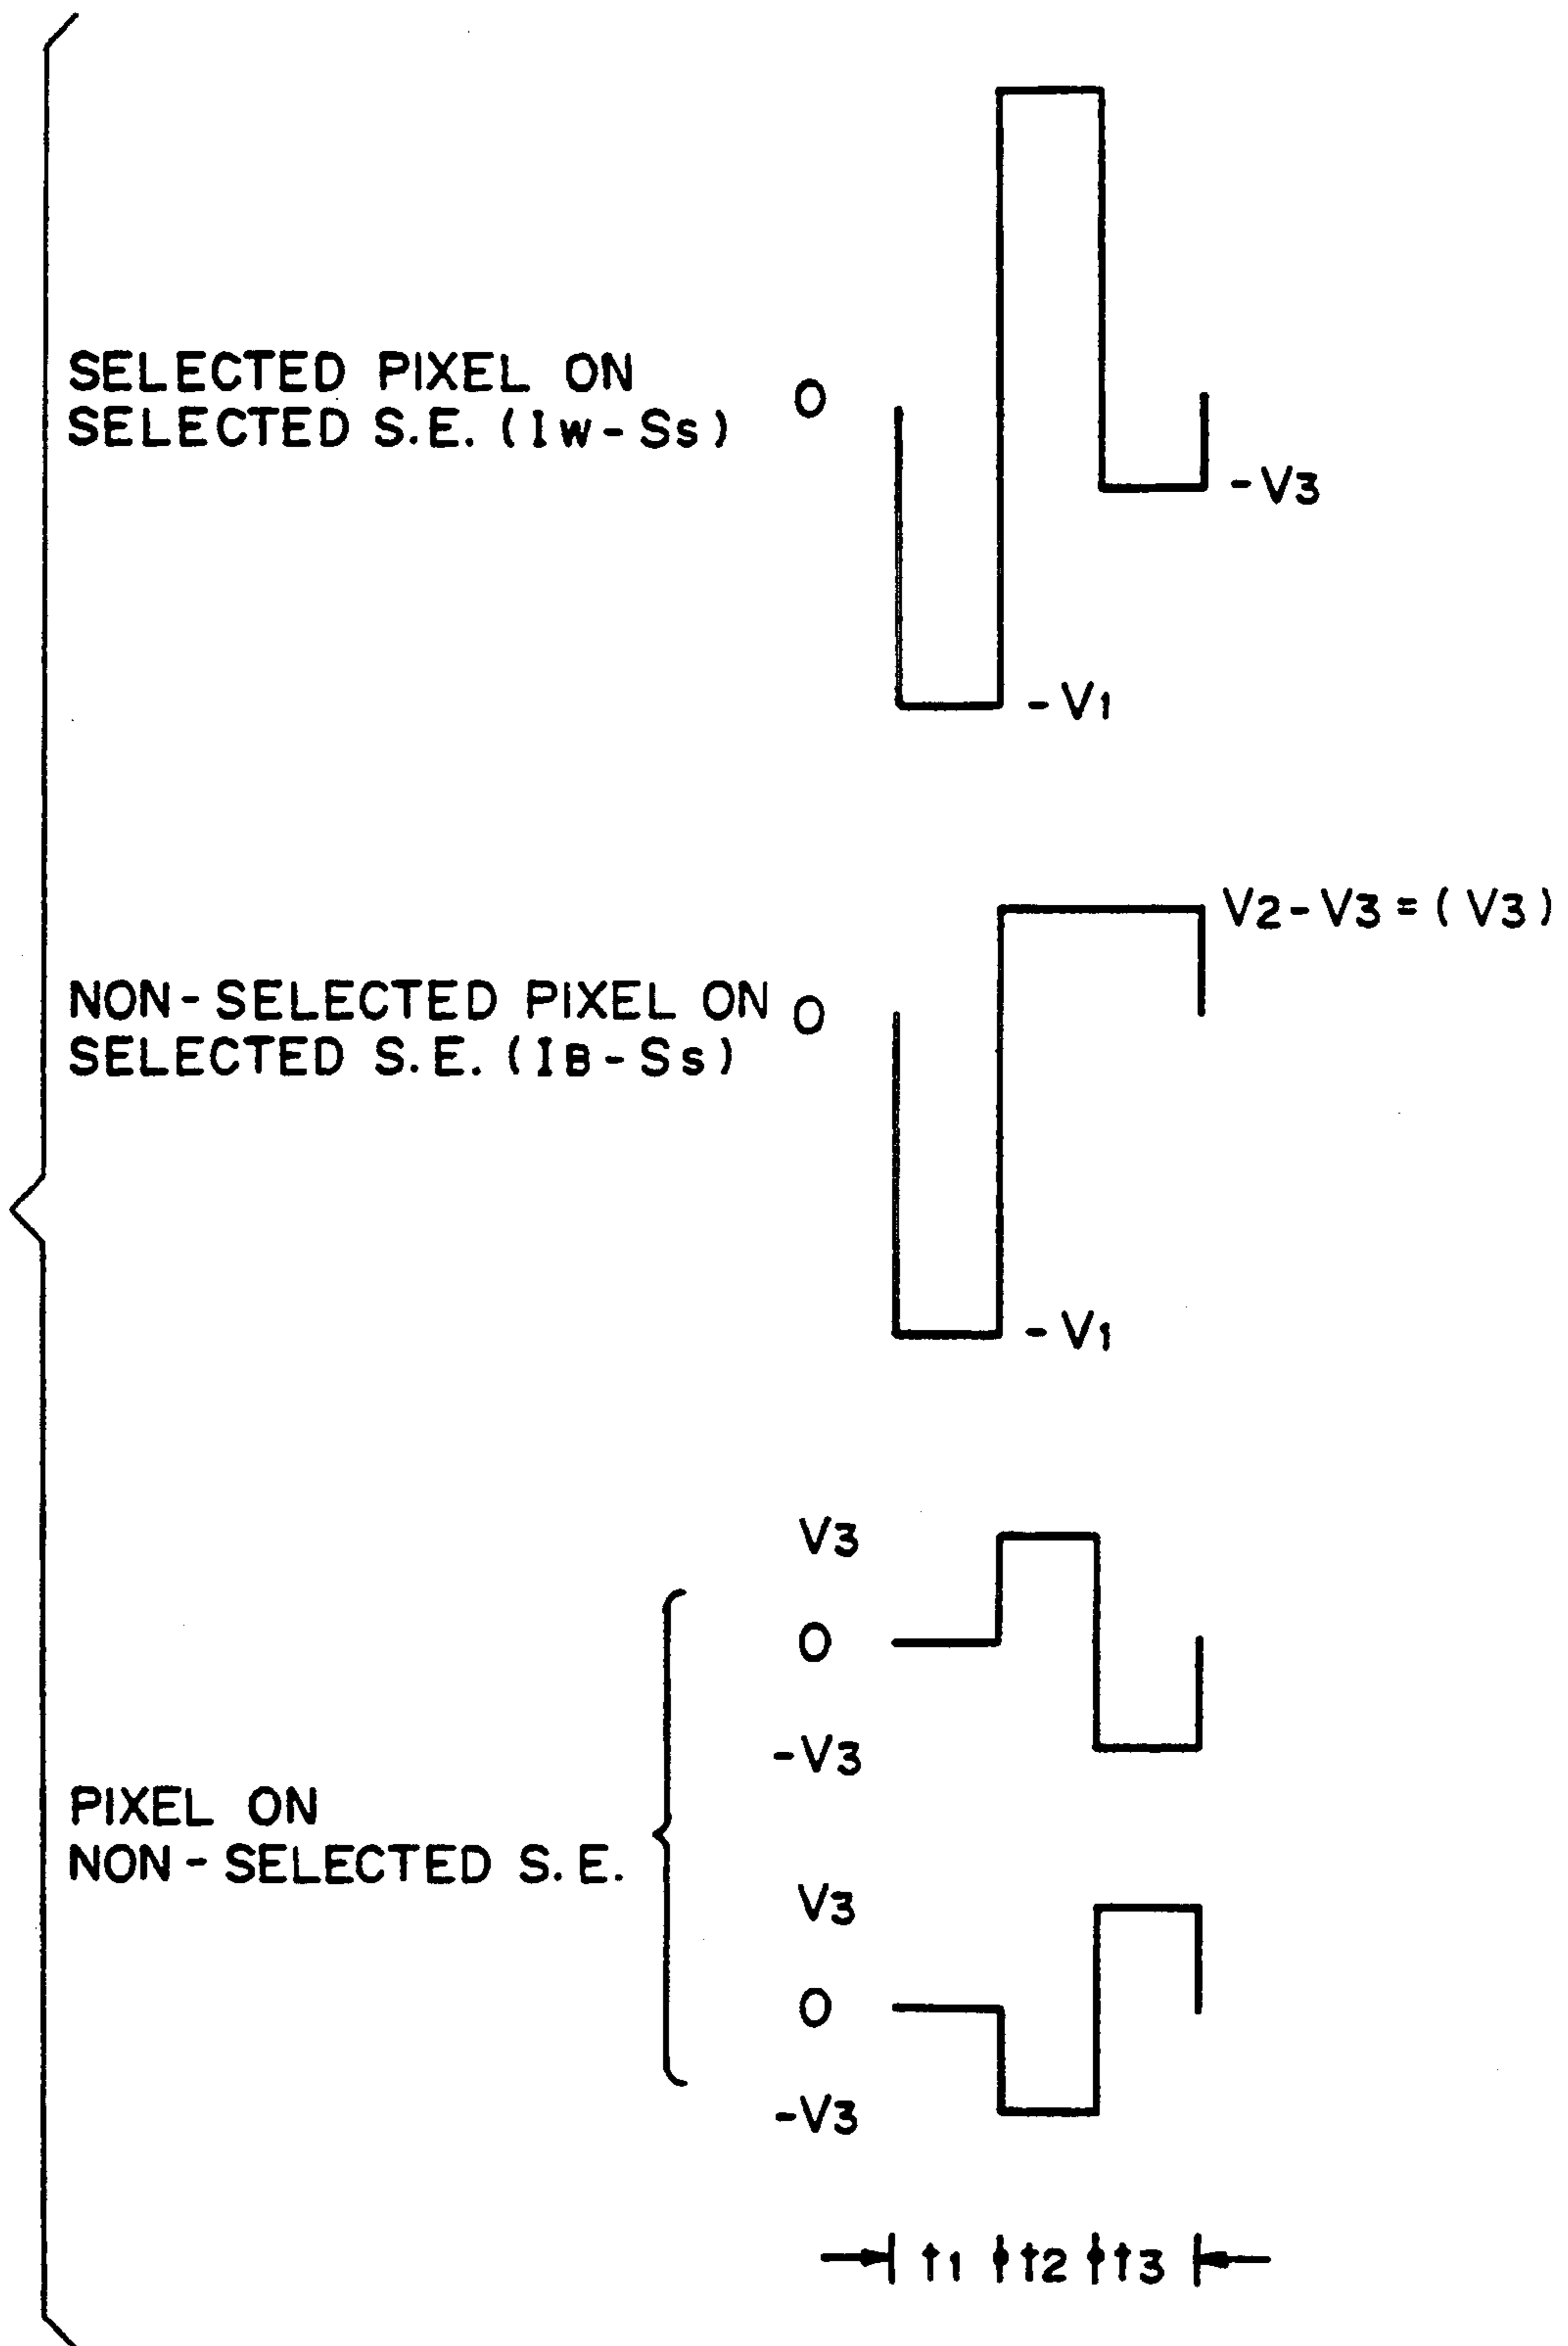 SELECTED PIXEL ON
SELECTED S.E. (IW-SS)
0
-V3
-V1
V2-V3=(V3)
NON-SELECTED PIXEL ON
SELECTED S.E. (IB-SS)
0
-V1
V3
0
-V3
PIXEL ON
NON-SELECTED S.E.
V3
0
-V3
t1 t2 t3